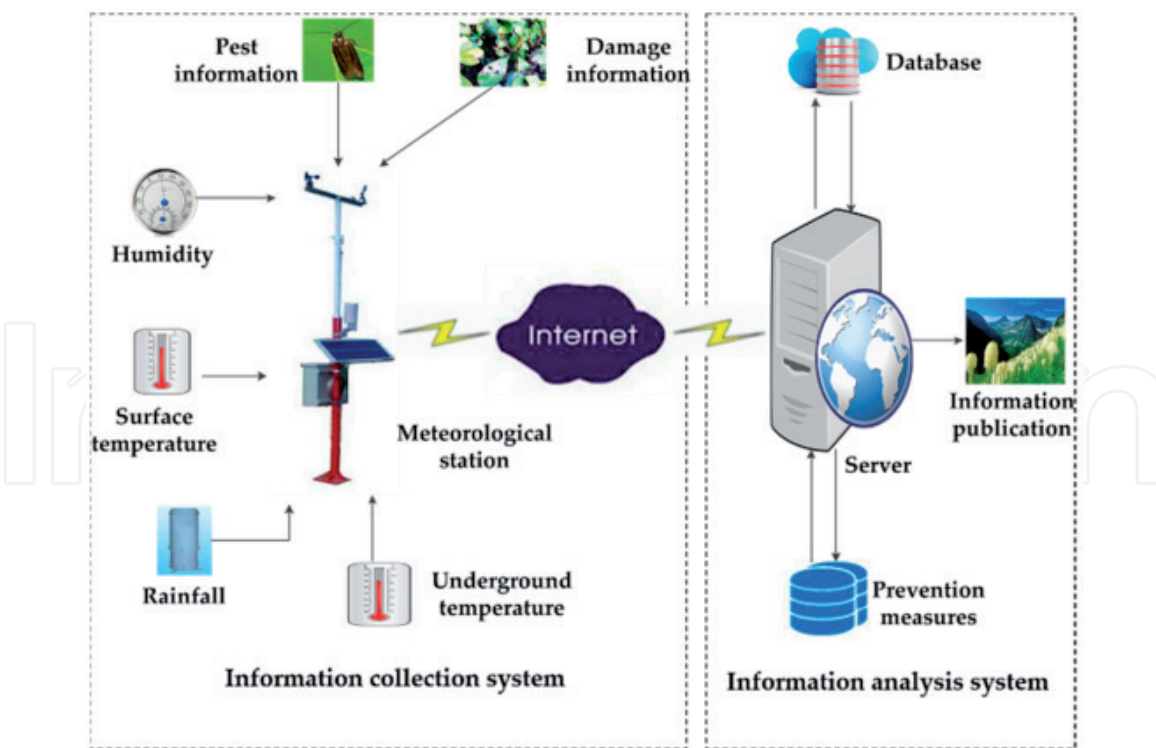 Pest
information
Damage
information
Database
Humidity
Internet
Surface
temperature
Meteorological
station
Information
publication
Server
Rainfall
Underground
temperature
Prevention
measures
Information collection system
Information analysis system